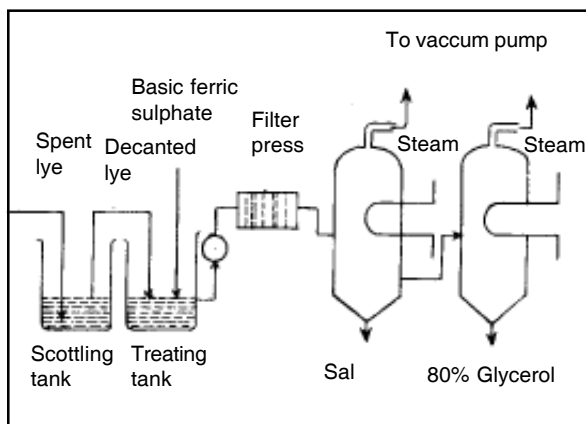 To vaccum pump
Basic ferric
sulphate
Spent
lye
Decanted
lye
Filter
press
Steam
Steam
Scottling
tank
Treating
tank
Sal
80% Glycerol